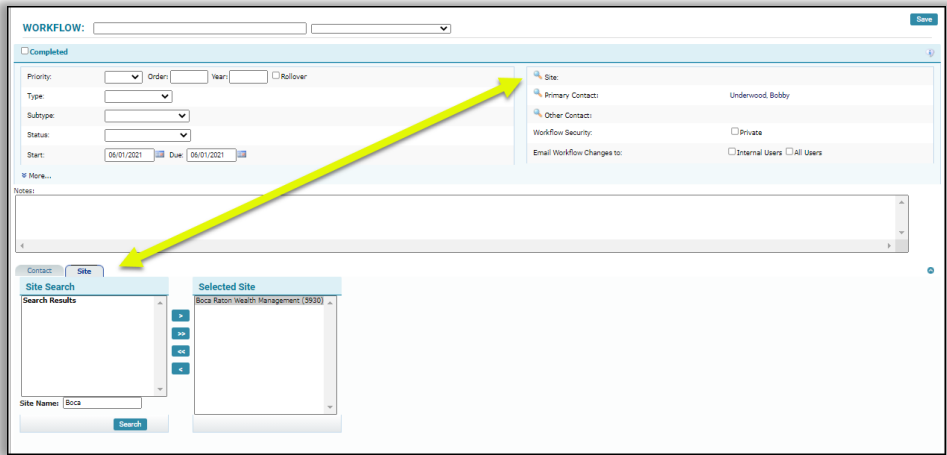 WORKFLOW:
Save
Completed
Priority: Order: Year: Rollover
Type:
Subtype:
Status:
Start: 06/01/2021 Due: 06/01/2021
More...
Site:
Primary Contact: Underwood, Bobby
Other Contact:
Workflow Security: Private
Email Workflow Changes to: Internal Users All Users
Notes:
Contact Site
Site Search
Search Results
Site Name: Boca
Search
>
>>
<<
<
Selected Site
Boca Raton Wealth Management (5930)